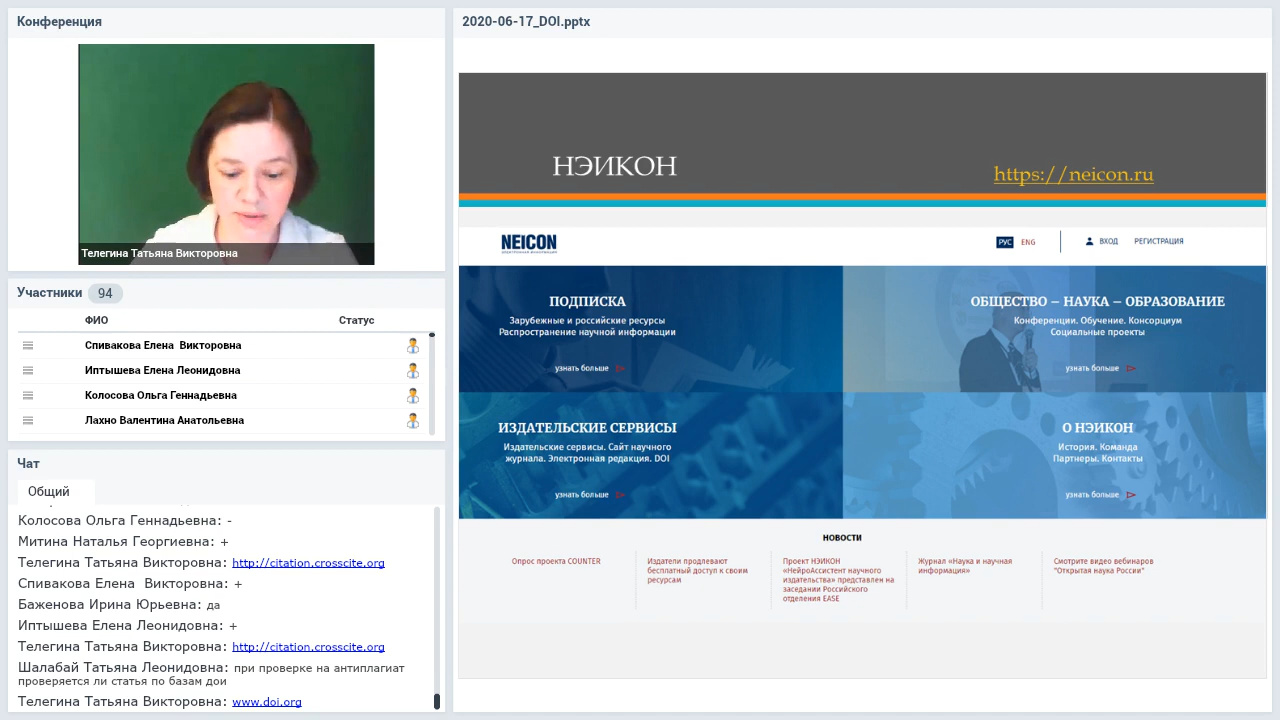 Конференция
Телегина Татьяна Викторовна
Участники 94
ФИО Статус
Спивакова Елена Викторовна
Иптышева Елена Леонидовна
Колосова Ольга Геннадьевна
Лахно Валентина Анатольевна
Чат
Общий
Колосова Ольга Геннадьевна: -
Митина Наталья Георгиевна: +
Телегина Татьяна Викторовна: http://citation.crosscite.org
Спивакова Елена Викторовна: +
Баженова Ирина Юрьевна: да
Иптышева Елена Леонидовна: +
Телегина Татьяна Викторовна: http://citation.crosscite.org
Шалабай Татьяна Леонидовна: при проверке на антиплагиат
проверяется ли статья по базам дои
Телегина Татьяна Викторовна: www.doi.org
2020-06-17_DOI.pptx
НЭИКОН
https://neicon.ru
NEICON
РУС ENG
ВХОД РЕГИСТРАЦИЯ
ПОДПИСКА
Зарубежные и российские ресурсы
Распространение научной информации
узнать больше
ОБЩЕСТВО – НАУКА – ОБРАЗОВАНИЕ
Конференции. Обучение. Консорциум
Социальные проекты
узнать больше
ИЗДАТЕЛЬСКИЕ СЕРВИСЫ
Издательские сервисы. Сайт научного
журнала. Электронная редакция. DOI
узнать больше
О НЭИКОН
История. Команда
Партнеры. Контакты
узнать больше
НОВОСТИ
Опрос проекта COUNTER
Издатели продлевают
бесплатный доступ к своим
ресурсам
Проект НЭИКОН
«НейроАссистент научного
издательства» представлен на
заседании Российского
отделения EASE
Журнал «Наука и научная
информация»
Смотрите видео вебинаров
"Открытая наука России"